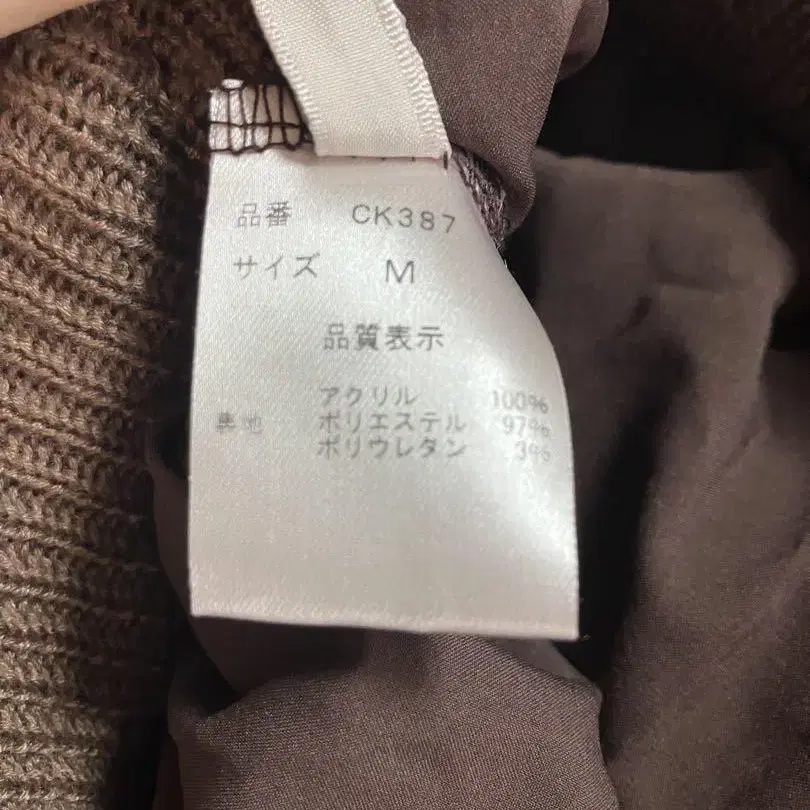 品番 CK387
サイズ M
品質表示
アクリル 100%
裏地 ポリエステル 97%
ポリウレタン 3%